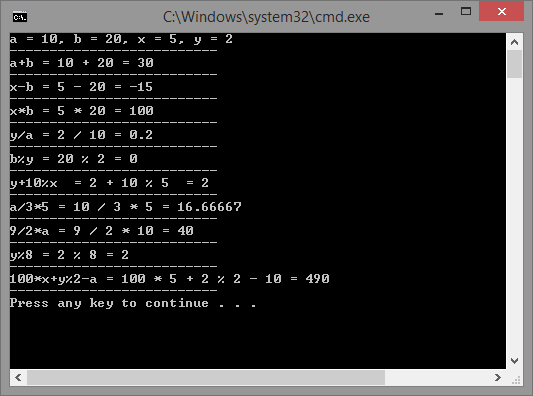 C:\Windows\system32\cmd.exe
a = 10, b = 20, x = 5, y = 2
--------------------------
a+b = 10 + 20 = 30
--------------------------
x-b = 5 - 20 = -15
--------------------------
x*b = 5 * 20 = 100
--------------------------
y/a = 2 / 10 = 0.2
--------------------------
b%y = 20 % 2 = 0
--------------------------
y+10%x  = 2 + 10 % 5  = 2
--------------------------
a/3*5 = 10 / 3 * 5 = 16.66667
--------------------------
9/2*a = 9 / 2 * 10 = 40
--------------------------
y%8 = 2 % 8 = 2
--------------------------
100*x+y%2-a = 100 * 5 + 2 % 2 - 10 = 490
--------------------------
Press any key to continue . . .